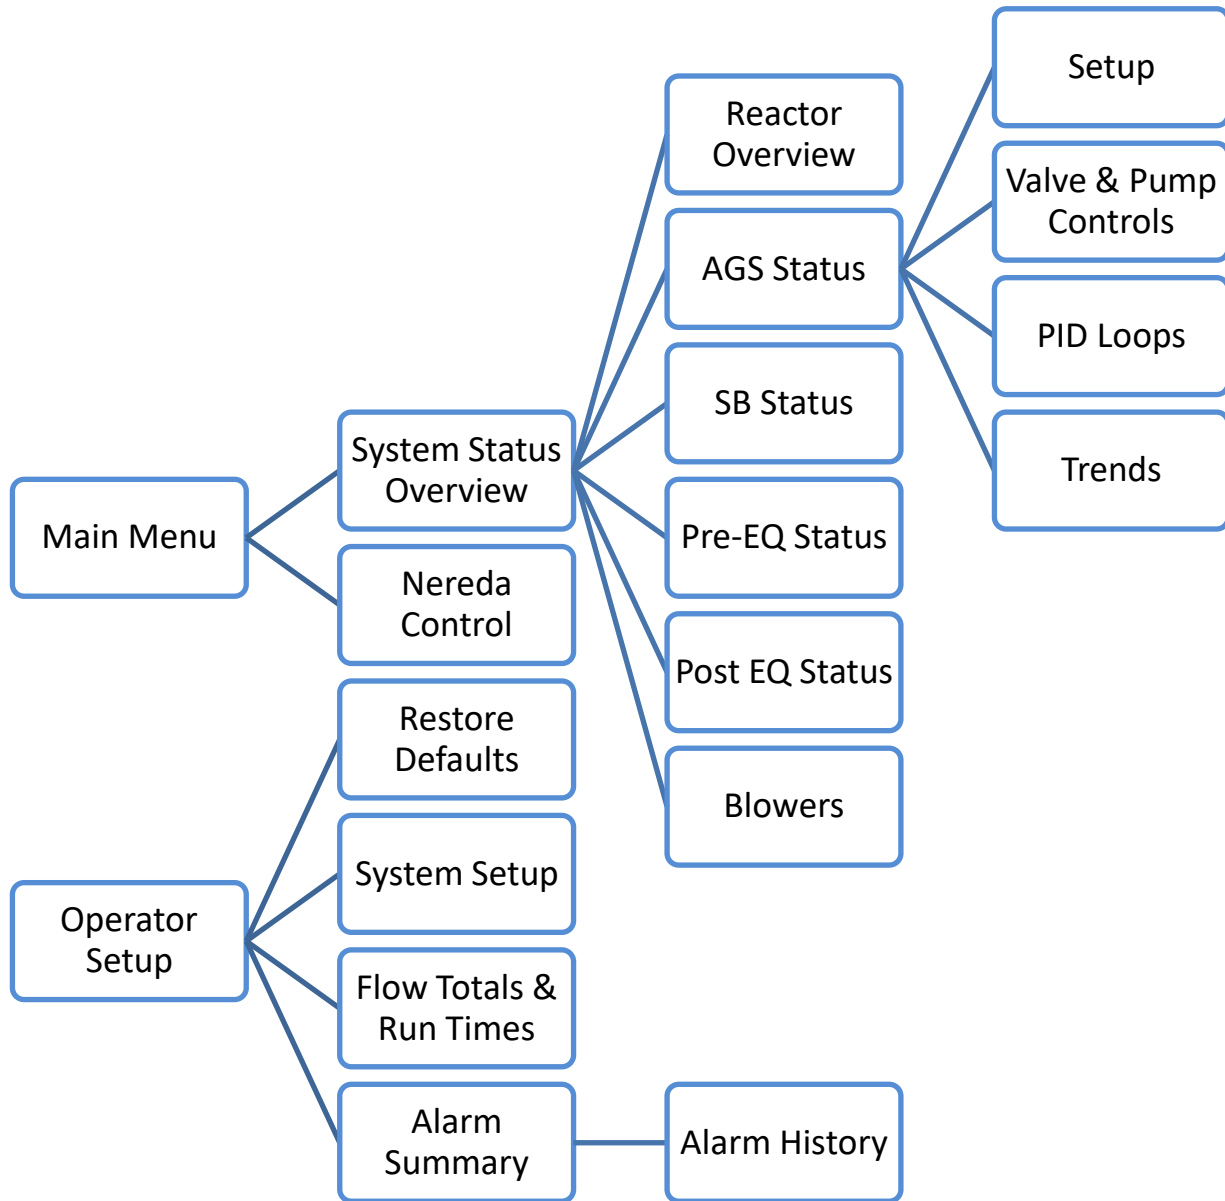 Main Menu
System Status
Overview
Reactor
Overview
AGS Status
Setup
Valve & Pump
Controls
PID Loops
Trends
SB Status
Pre-EQ Status
Post EQ Status
Blowers
Nereda
Control
Operator
Setup
Restore
Defaults
System Setup
Flow Totals &
Run Times
Alarm
Summary
Alarm History